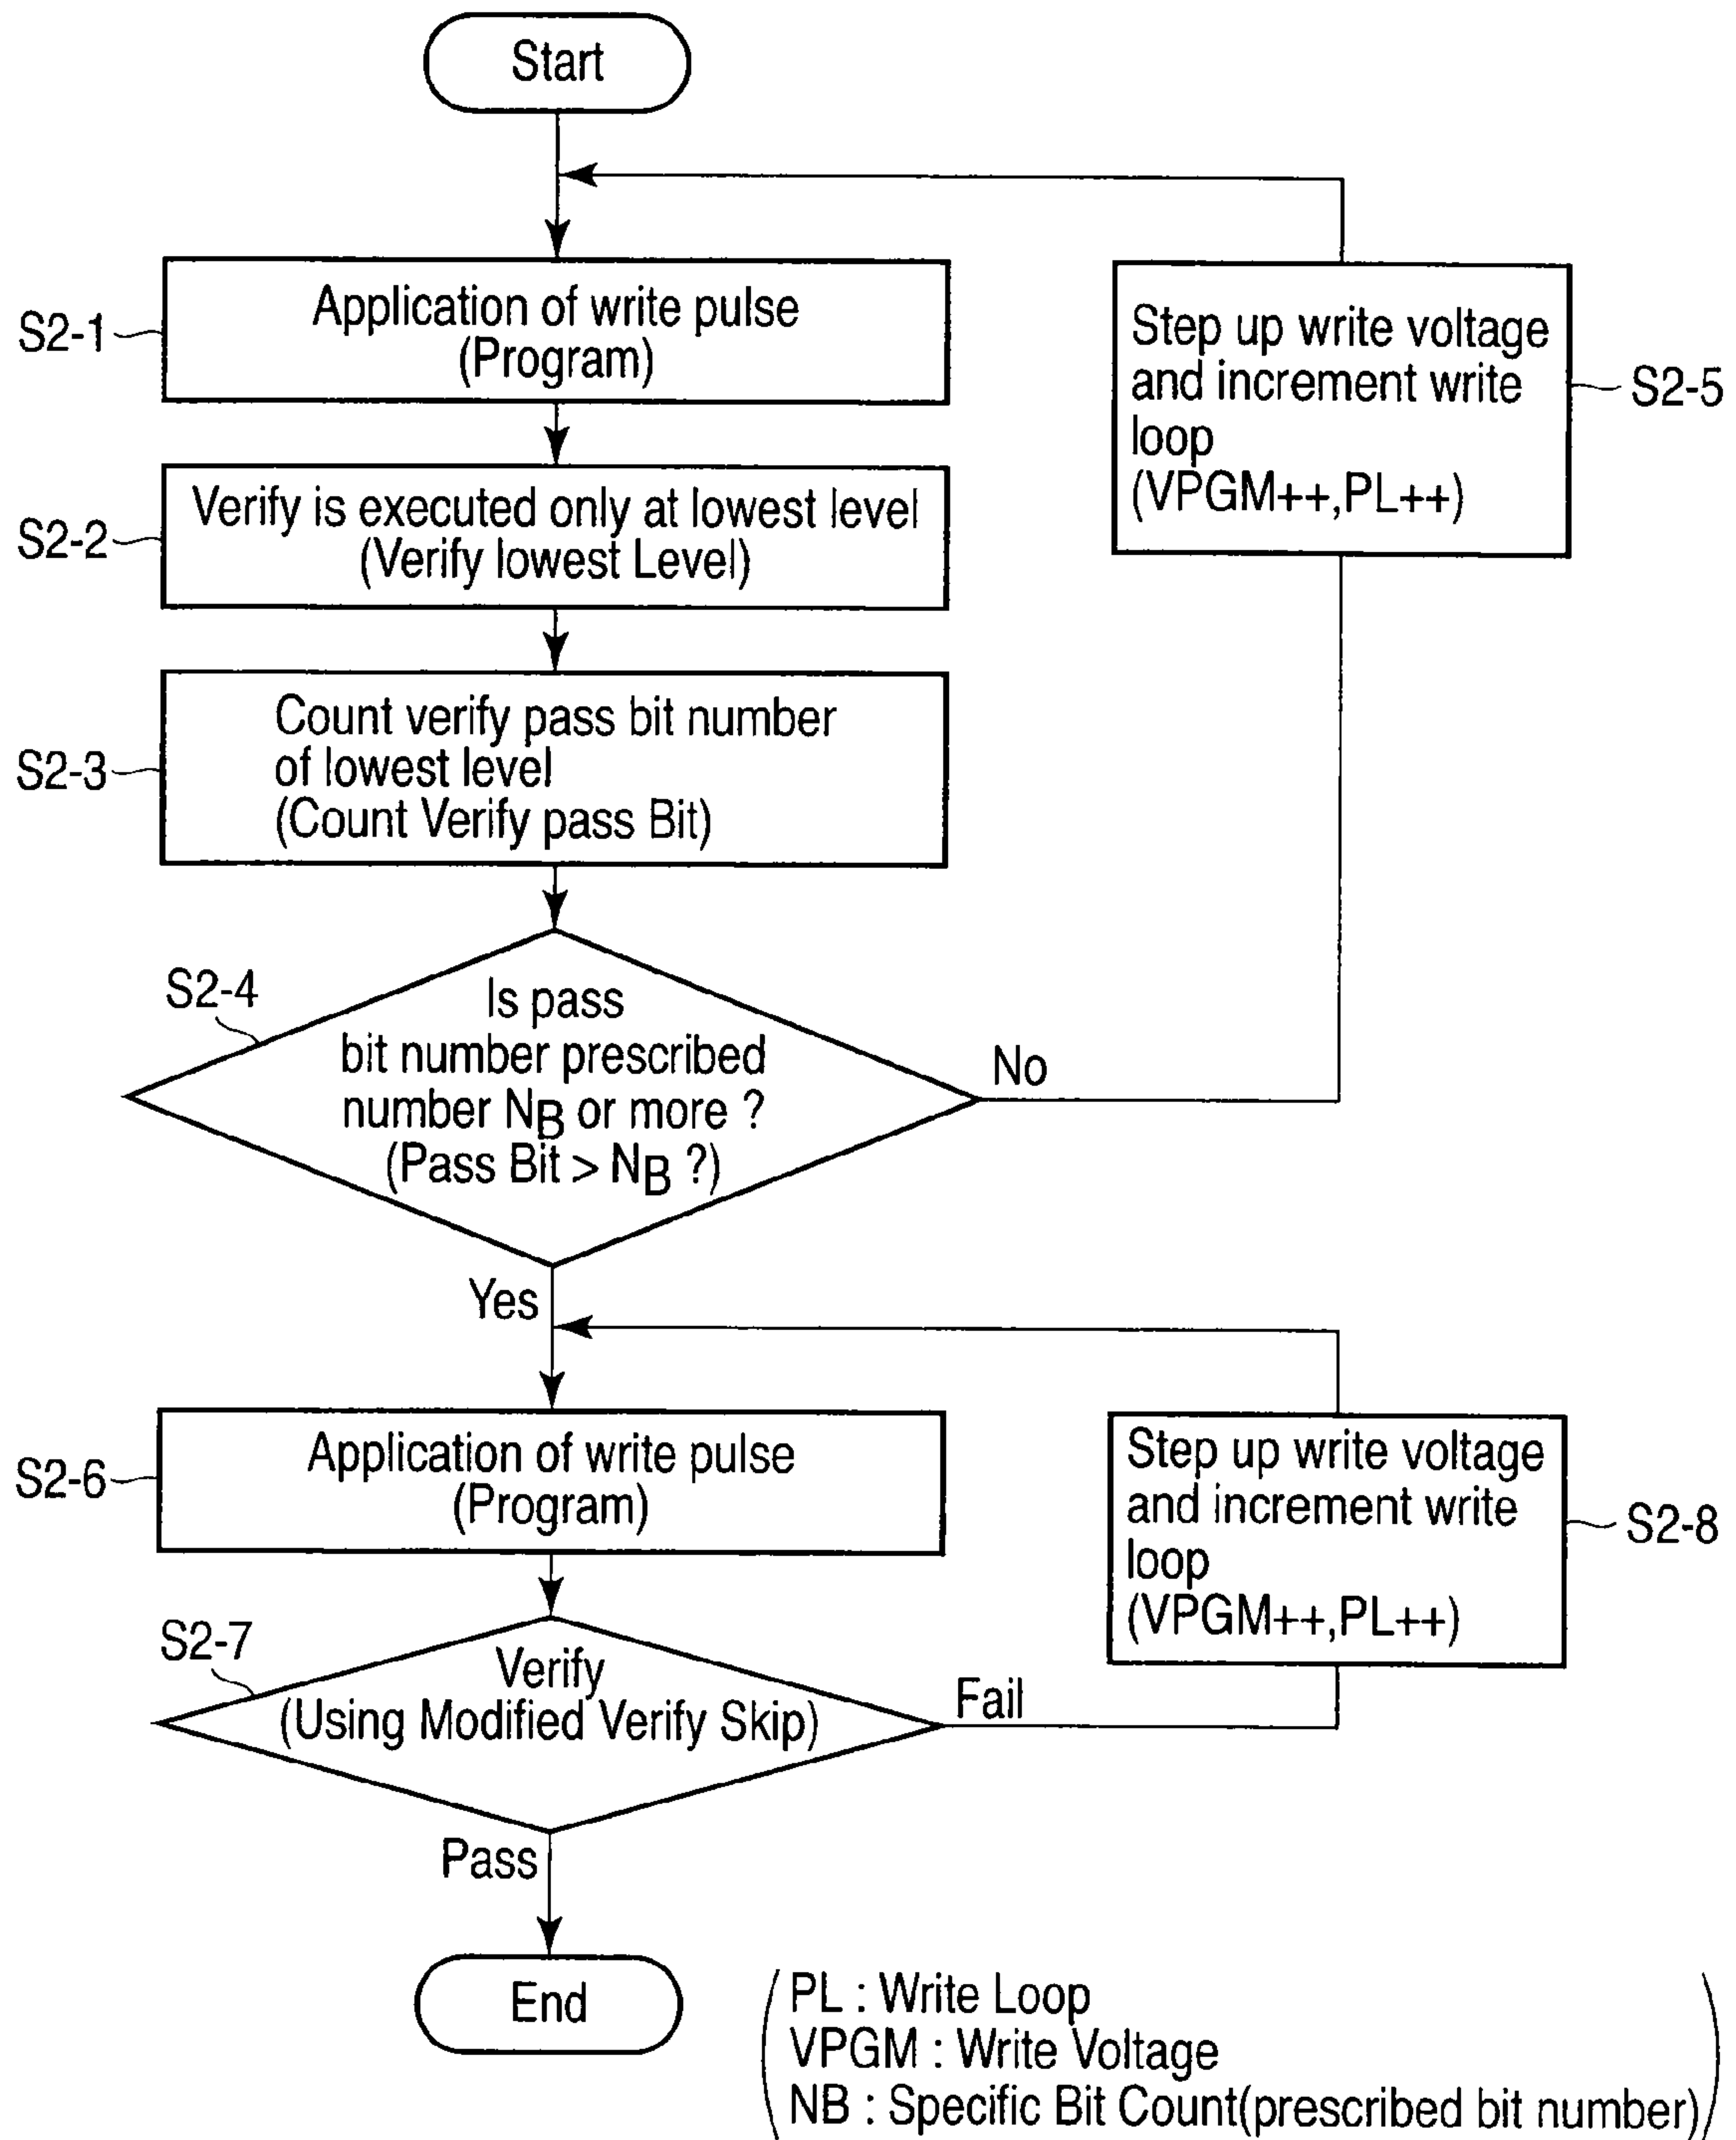 Start
S2-1
Application of write pulse
(Program)
S2-2
Verify is executed only at lowest level
(Verify lowest Level)
S2-3
Count verify pass bit number
of lowest level
(Count Verify pass Bit)
S2-4
Is pass
bit number prescribed
number NB or more ?
(Pass Bit > NB ?)
No
Step up write voltage
and increment write
loop
(VPGM++,PL++)
S2-5
Yes
S2-6
Application of write pulse
(Program)
S2-7
Verify
(Using Modified Verify Skip)
Fail
Step up write voltage
and increment write
loop
(VPGM++,PL++)
S2-8
Pass
End
PL : Write Loop
VPGM : Write Voltage
NB : Specific Bit Count(prescribed bit number)